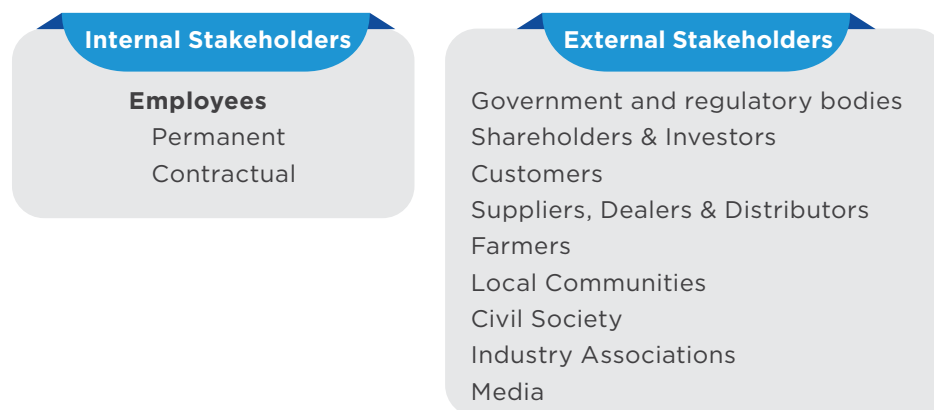 Internal Stakeholders
Employees
Permanent
Contractual
External Stakeholders
Government and regulatory bodies
Shareholders & Investors
Customers
Suppliers, Dealers & Distributors
Farmers
Local Communities
Civil Society
Industry Associations
Media